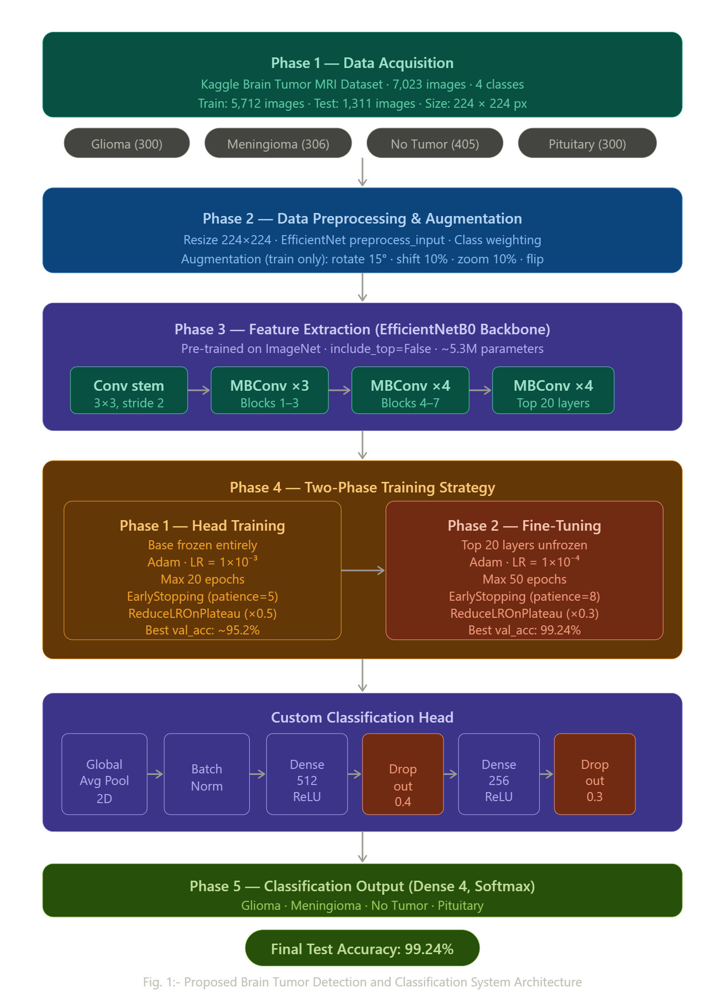 Phase 1 — Data Acquisition
Kaggle Brain Tumor MRI Dataset · 7,023 images · 4 classes
Train: 5,712 images · Test: 1,311 images · Size: 224 × 224 px
Glioma (300)
Meningioma (306)
No Tumor (405)
Pituitary (300)
Phase 2 — Data Preprocessing & Augmentation
Resize 224×224 · EfficientNet preprocess_input · Class weighting
Augmentation (train only): rotate 15° · shift 10% · zoom 10% · flip
Phase 3 — Feature Extraction (EfficientNetB0 Backbone)
Pre-trained on ImageNet · include_top=False · ~5.3M parameters
Conv stem
3×3, stride 2
MBConv ×3
Blocks 1–3
MBConv ×4
Blocks 4–7
MBConv ×4
Top 20 layers
Phase 4 — Two-Phase Training Strategy
Phase 1 — Head Training
Base frozen entirely
Adam · LR = 1×10⁻³
Max 20 epochs
EarlyStopping (patience=5)
ReduceLROnPlateau (×0.5)
Best val_acc: ~95.2%
Phase 2 — Fine-Tuning
Top 20 layers unfrozen
Adam · LR = 1×10⁻⁴
Max 50 epochs
EarlyStopping (patience=8)
ReduceLROnPlateau (×0.3)
Best val_acc: 99.24%
Custom Classification Head
Global
Avg Pool
2D
Batch
Norm
Dense
512
ReLU
Drop
out
0.4
Dense
256
ReLU
Drop
out
0.3
Phase 5 — Classification Output (Dense 4, Softmax)
Glioma · Meningioma · No Tumor · Pituitary
Final Test Accuracy: 99.24%
Fig. 1:- Proposed Brain Tumor Detection and Classification System Architecture